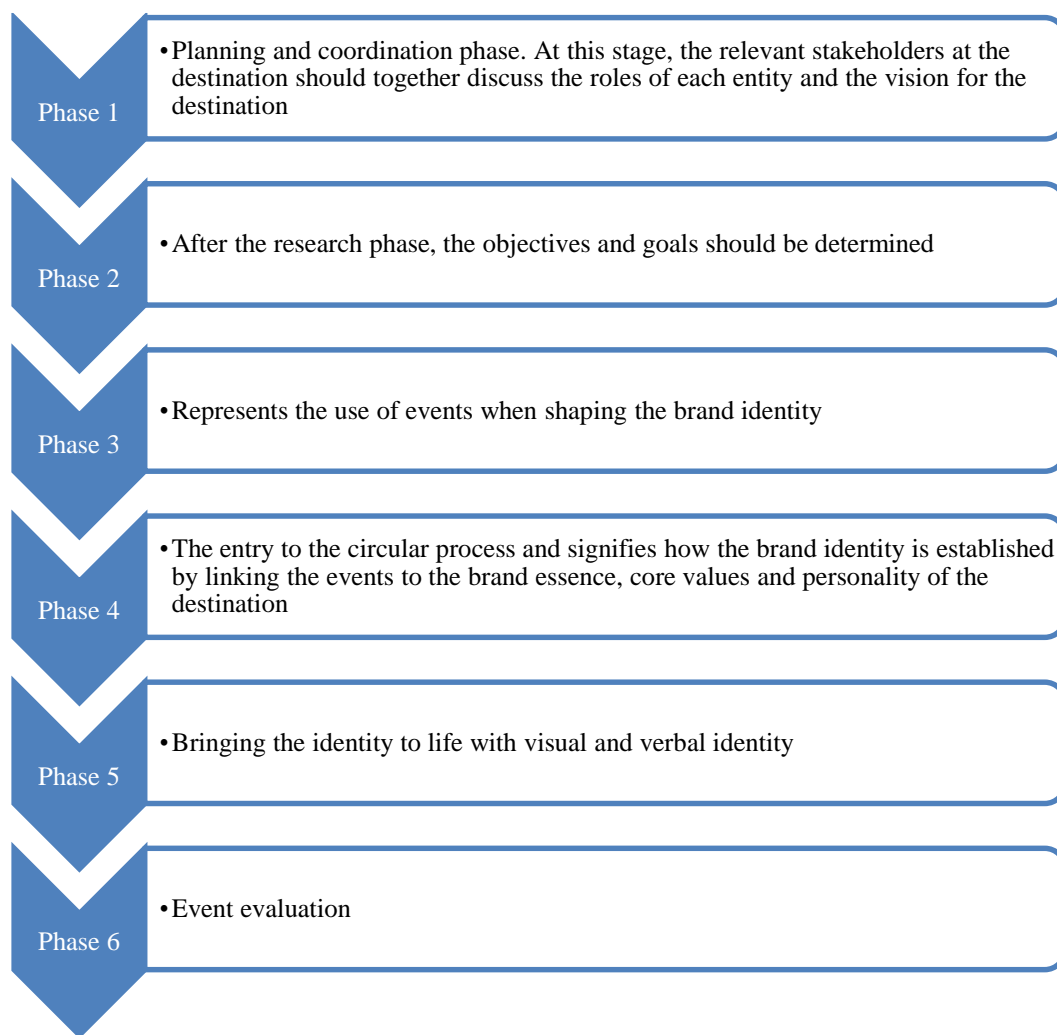 Phase 1
•Planning and coordination phase. At this stage, the relevant stakeholders at the
destination should together discuss the roles of each entity and the vision for the
destination
Phase 2
•After the research phase, the objectives and goals should be determined
Phase 3
•Represents the use of events when shaping the brand identity
Phase 4
•The entry to the circular process and signifies how the brand identity is established
by linking the events to the brand essence, core values and personality of the
destination
Phase 5
•Bringing the identity to life with visual and verbal identity
Phase 6
•Event evaluation